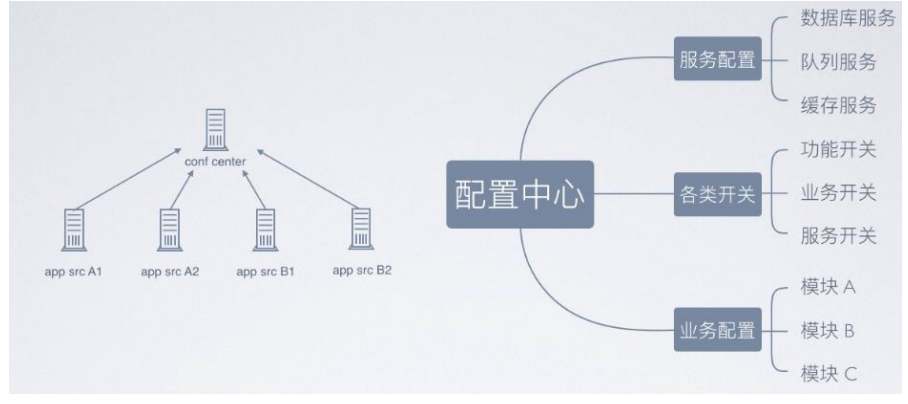 conf center
app src A1
app src A2
app src B1
app src B2
配置中心
服务配置
数据库服务
队列服务
缓存服务
各类开关
功能开关
业务开关
服务开关
业务配置
模块 A
模块 B
模块 C